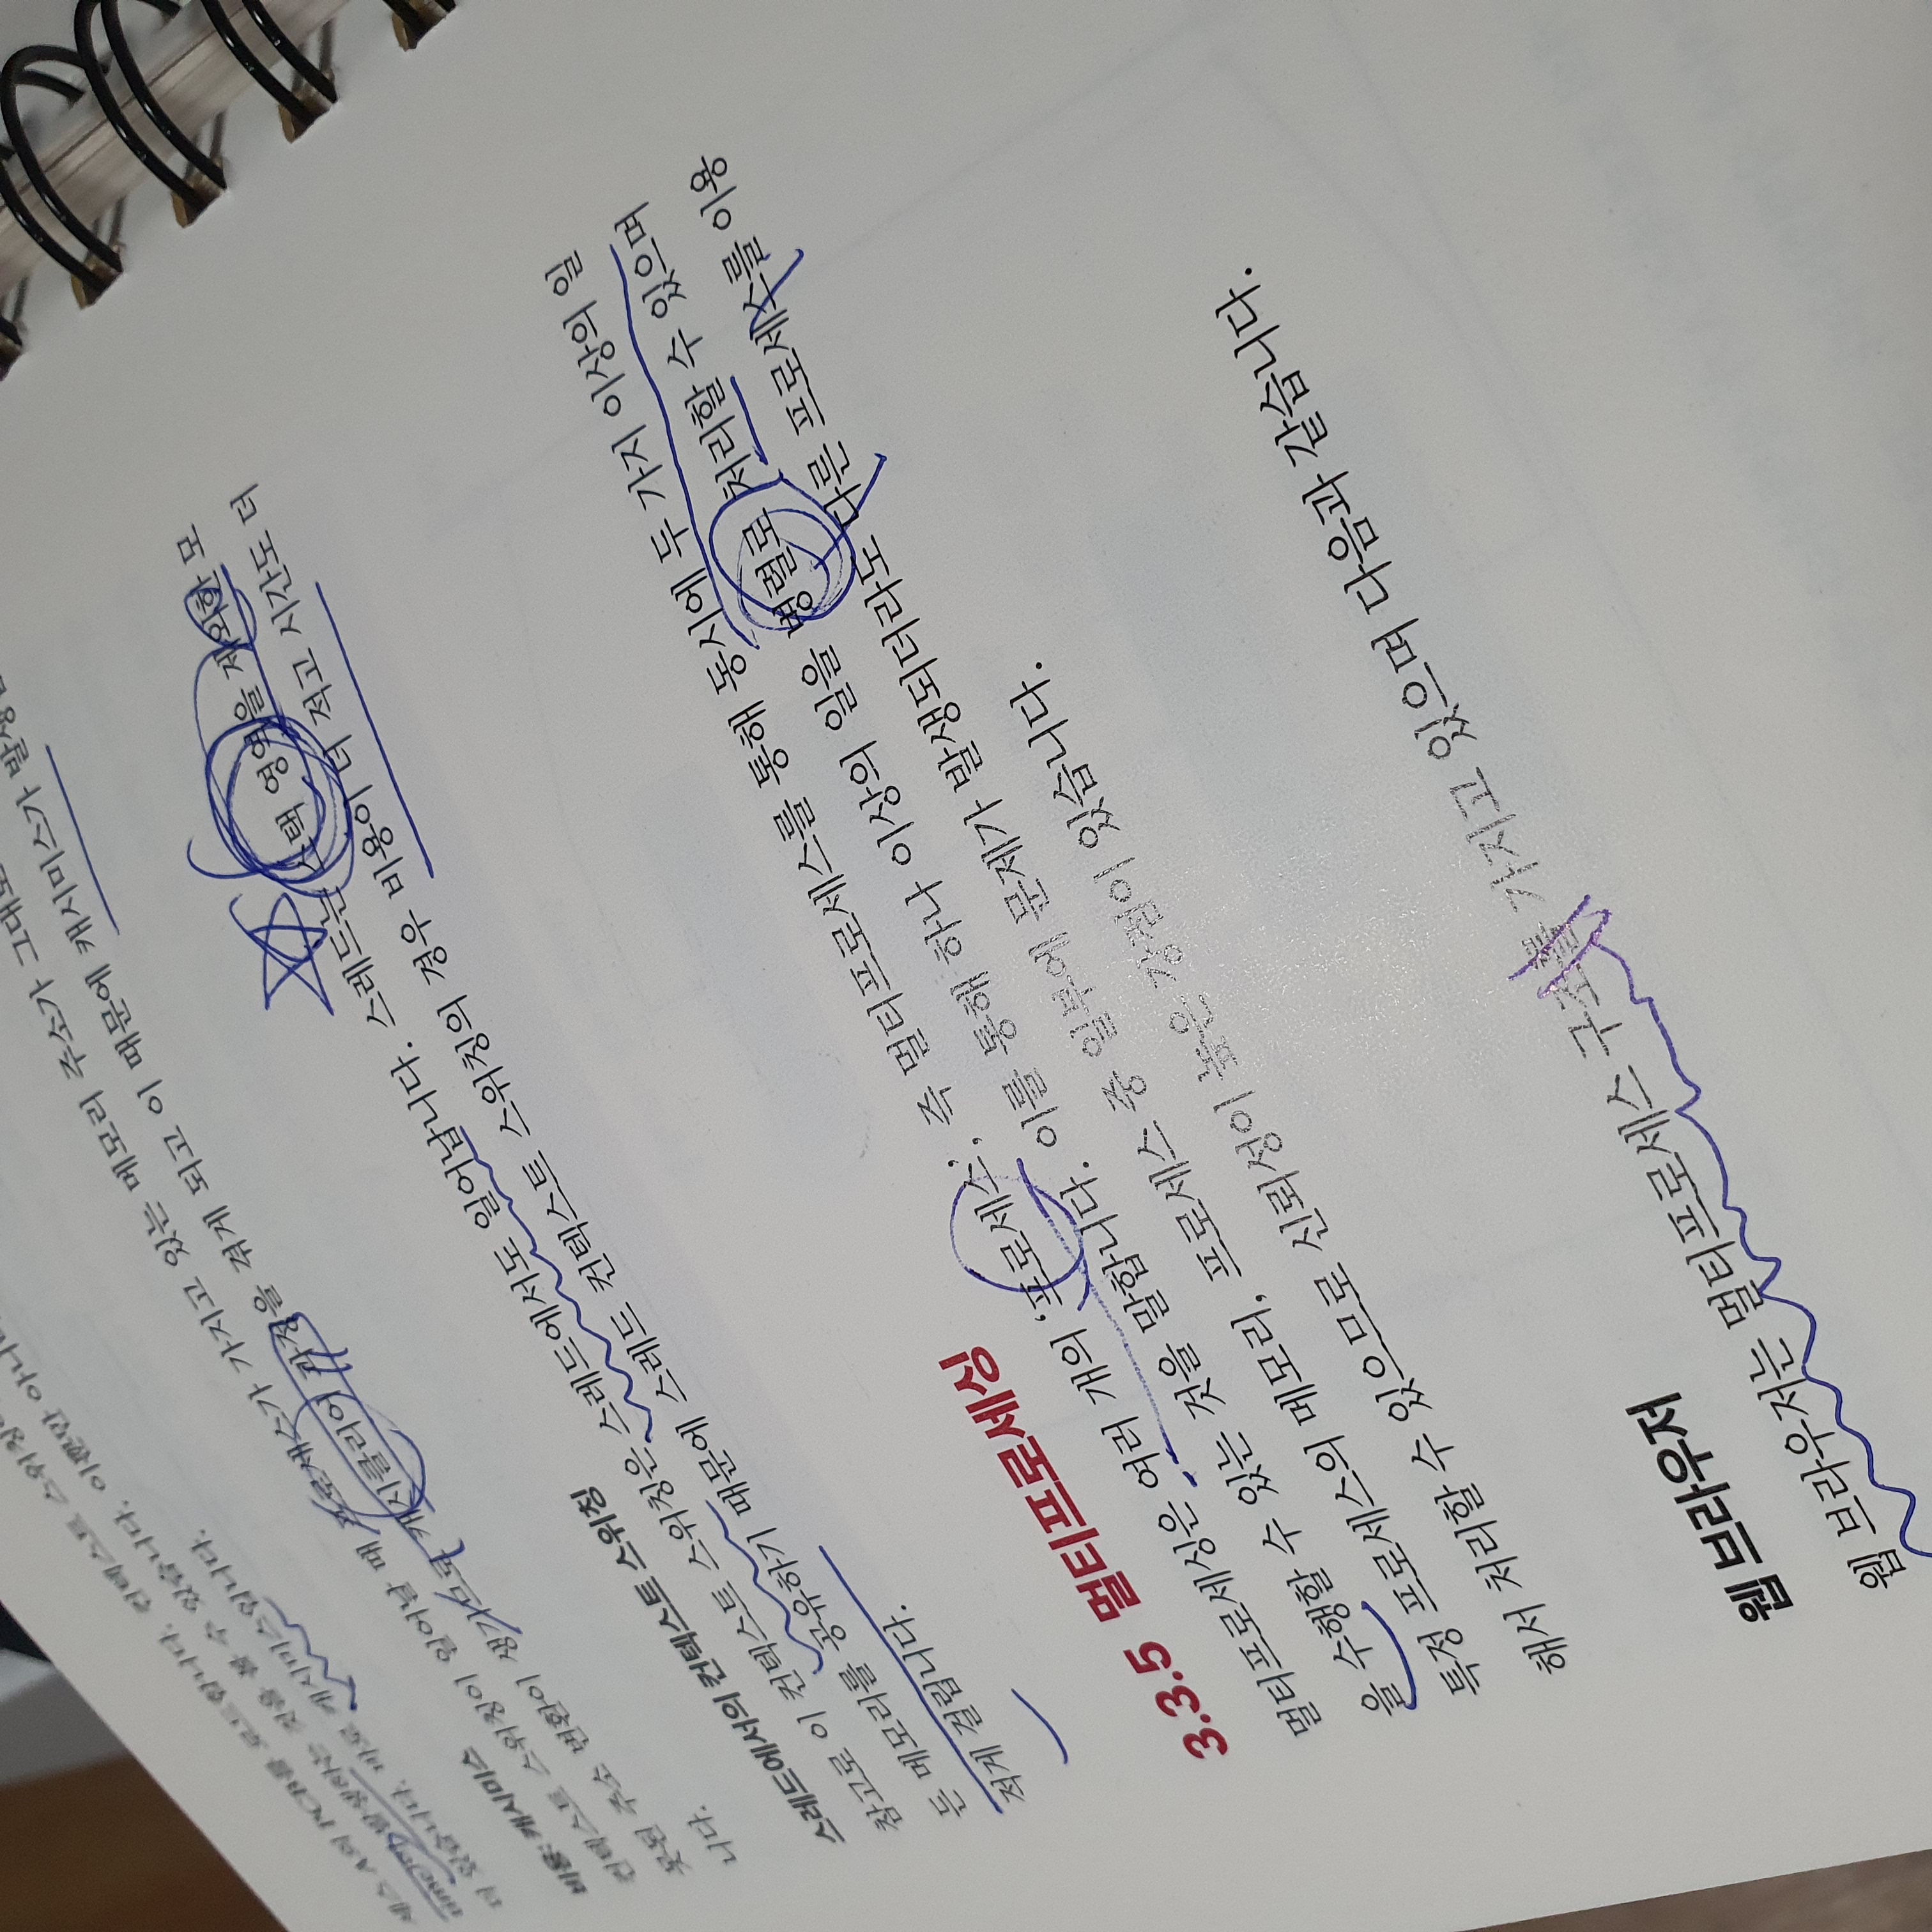 컨텍스트 스위칭
세스 A의 PCB를 로드합니다. 컨텍스트 스위칭
발생하는 것을 볼 수 있습니다. 이뿐만 아니
더 있습니다. 바로 캐시미스입니다.
비용: 캐시미스
컨텍스트 스위칭이 일어날 때 프로세스가 가지고 있는 메모리 주소가 그대로
못된 주소 변환이 생기므로 캐시클리어 과정을 겪게 되고 이 때문에 캐시미스가 발생
니다.
스레드에서의 컨텍스트 스위칭
참고로 이 컨텍스트 스위칭은 스레드에서도 일어납니다. 스레드는 스택 영역을 제외한 모
든 메모리를 공유하기 때문에 스레드 컨텍스트 스위칭의 경우 비용이 더 적고 시간도 더
적게 걸립니다.
3.3.5 멀티프로세싱
멀티프로세싱은 여러 개의 ‘프로세스’, 즉 멀티프로세스를 통해 동시에 두 가지 이상의 일
을 수행할 수 있는 것을 말합니다. 이를 통해 하나 이상의 일을 병렬로 처리할 수 있으며
특정 프로세스의 메모리, 프로세스 중 일부에 문제가 발생되더라도 다른 프로세스를 이용
해서 처리할 수 있으므로 신뢰성이 높은 강점이 있습니다.
웹 브라우저
웹 브라우저는 멀티프로세스 구조를 가지고 있으며 다음과 같습니다.